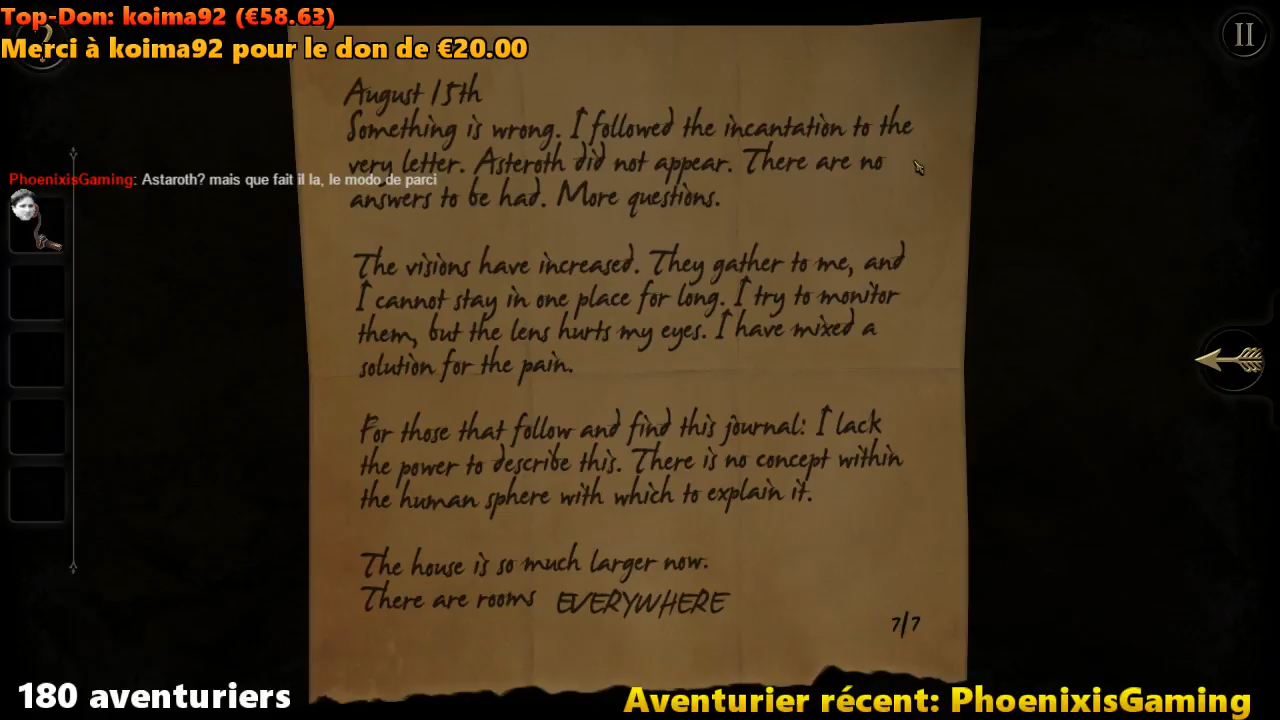 Top-Don: koima92 (€58.63)
Merci à koima92 pour le don de €20.00
August 15th
Something is wrong. I followed the incantation to the
very letter. Asteroth did not appear. There are no
PhoenixisGaming: Astaroth? mais que fait il la, le modo de parci
answers to be had. More questions.
The visions have increased. They gather to me, and
I cannot stay in one place for long. I try to monitor
them, but the lens hurts my eyes. I have mixed a
solution for the pain.
For those that follow and find this journal: I lack
the power to describe this. There is no concept within
the human sphere with which to explain it.
The house is so much larger now.
There are rooms EVERYWHERE
7/7
180 aventuriers
Aventurier récent: PhoenixisGaming